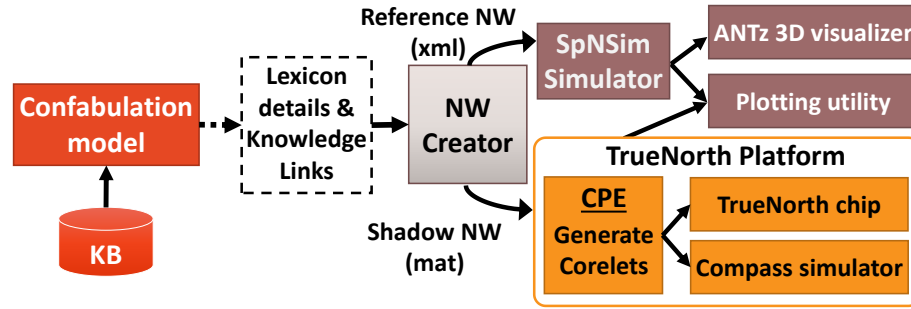 Confabulation
model
KB
Lexicon
details &
Knowledge
Links
NW
Creator
Reference NW
(xml)
Shadow NW
(mat)
SpNSim
Simulator
ANTz 3D visualizer
Plotting utility
TrueNorth Platform
CPE
Generate
Corelets
TrueNorth chip
Compass simulator